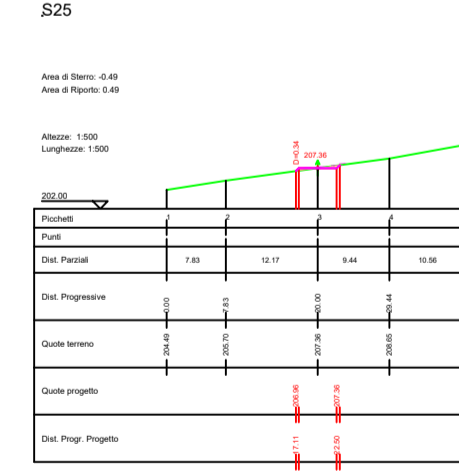 S25
Area di Sterro: -0.49
Area di Riporto: 0.49
Altezze: 1:500
Lunghezze: 1:500
D=0.34
207.36
202.00
Picchetti 1 2 3 4
Punti
Dist. Parziali 7.83 12.17 9.44 10.56
Dist. Progressive 0.00 7.83 20.00 29.44
Quote terreno 204.49 205.70 207.36 208.65
Quote progetto 206.96 207.36
Dist. Progr. Progetto 17.11 22.50